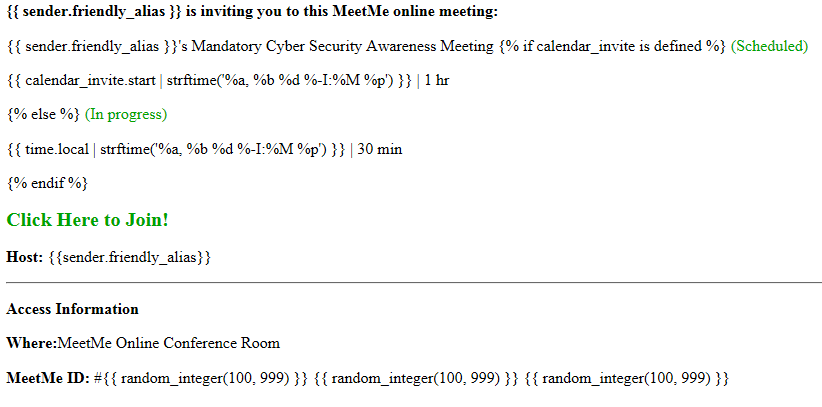 {{ sender.friendly_alias }} is inviting you to this MeetMe online meeting:
{{ sender.friendly_alias }}'s Mandatory Cyber Security Awareness Meeting {% if calendar_invite is defined %} (Scheduled)
{{ calendar_invite.start | strftime('%a, %b %d %-I:%M %p') }} | 1 hr
{% else %} (In progress)
{{ time.local | strftime('%a, %b %d %-I:%M %p') }} | 30 min
{% endif %}
Click Here to Join!
Host: {{sender.friendly_alias}}
Access Information
Where:MeetMe Online Conference Room
MeetMe ID: #{{ random_integer(100, 999) }} {{ random_integer(100, 999) }} {{ random_integer(100, 999) }}